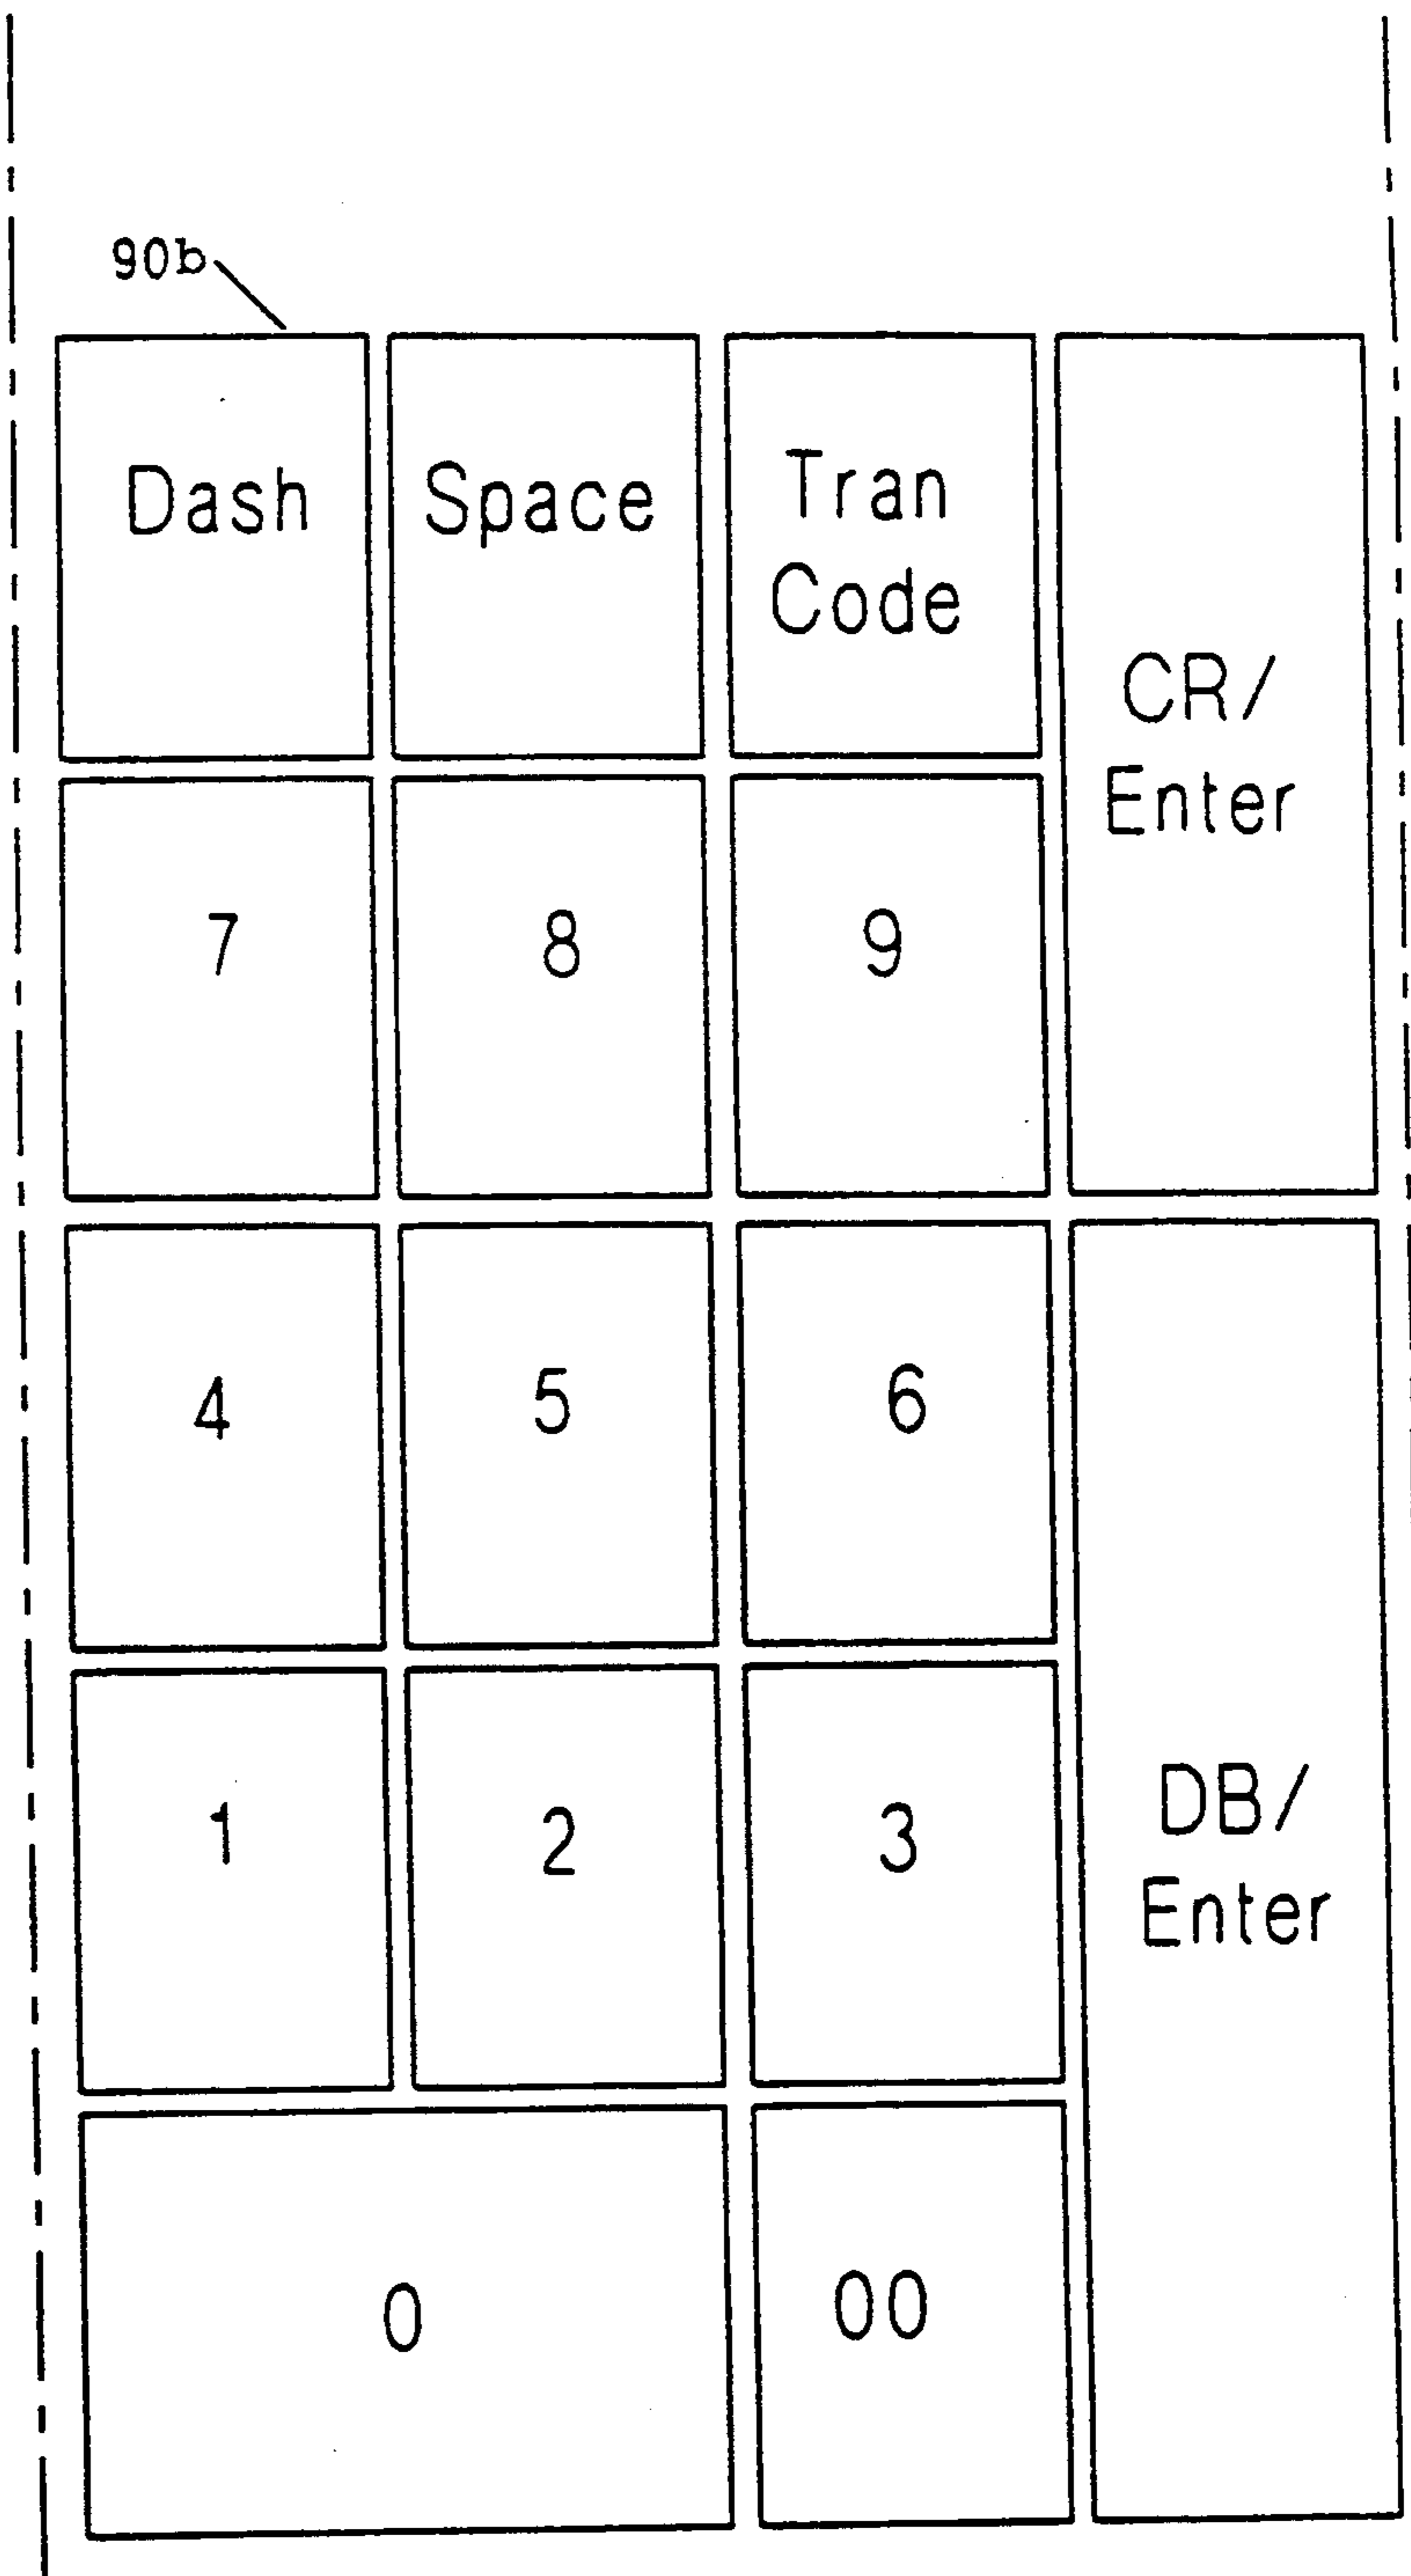 90b
Dash
Space
Tran
Code
CR/
Enter
7
8
9
4
5
6
1
2
3
DB/
Enter
0
00